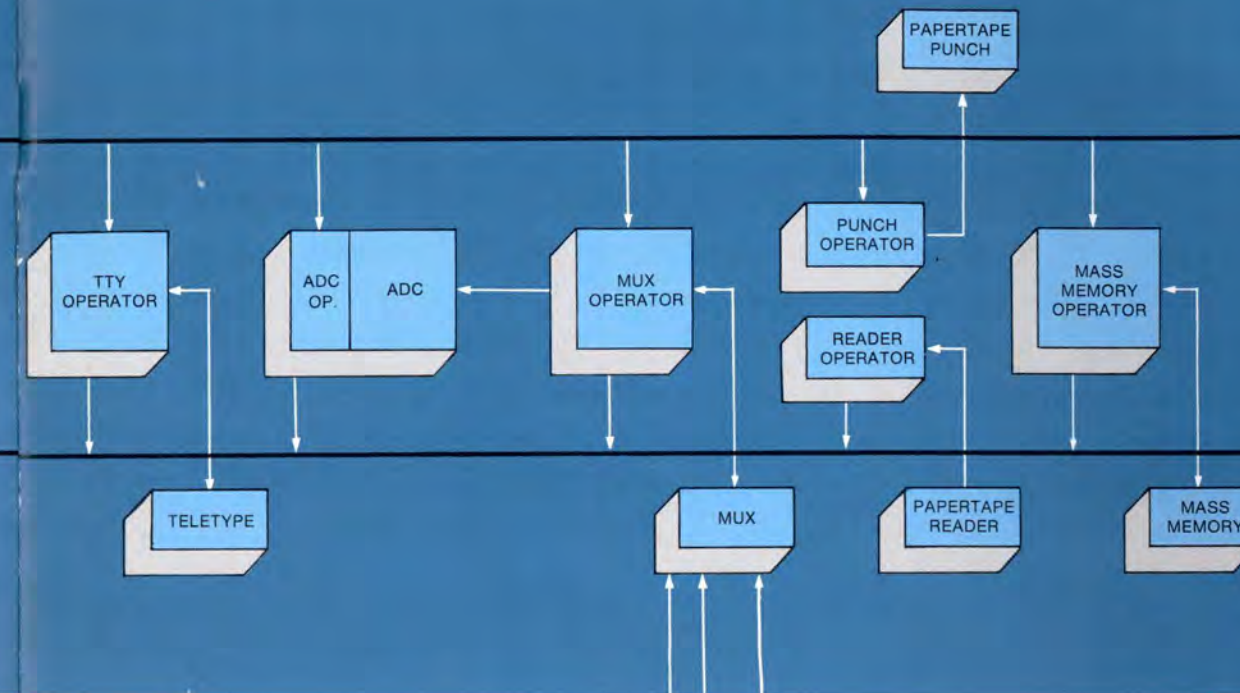 PAPERTAPE
PUNCH
TTY
OPERATOR
ADC
OP.
ADC
MUX
OPERATOR
PUNCH
OPERATOR
READER
OPERATOR
MASS
MEMORY
OPERATOR
TELETYPE
MUX
PAPERTAPE
READER
MASS
MEMORY